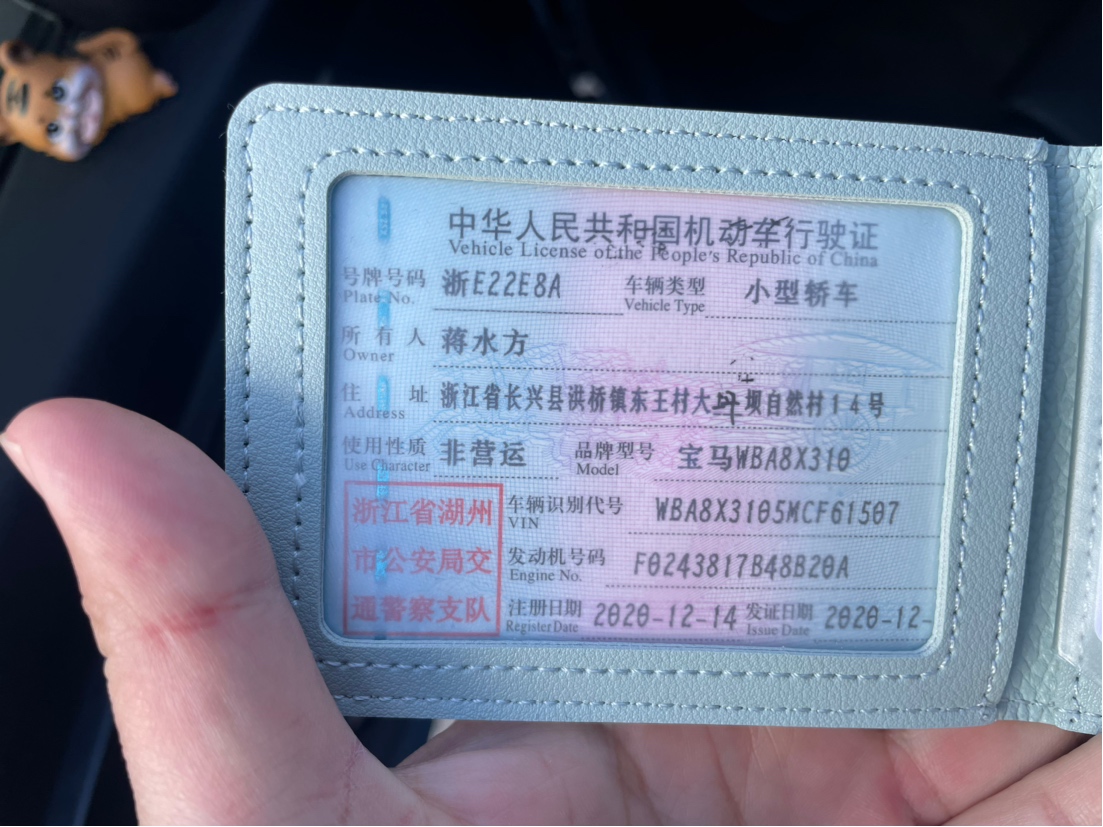 中华人民共和国机动车行驶证
Vehicle License of the People's Republic of China
号牌号码 浙E22E8A 车辆类型 小型轿车
Plate No. Vehicle Type
所有人 蒋水方
Owner
住址 浙江省长兴县洪桥镇东王村大坝自然村14号
Address
使用性质 非营运 品牌型号 宝马WBA8X310
Use Character Model
浙江省湖州 车辆识别代号 WBA8X3105MCF61507
VIN
市公安局交 发动机号码 F0243817B48B20A
Engine No.
通警察支队 注册日期 2020-12-14 发证日期 2020-12-
Register Date Issue Date